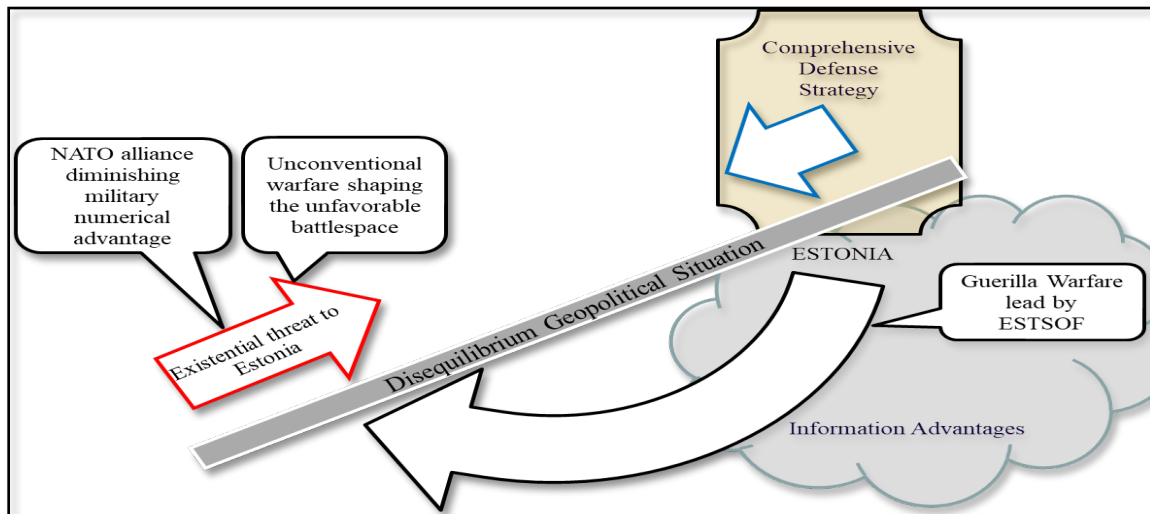 Comprehensive
Defense
Strategy
NATO alliance
diminishing
military
numerical
advantage
Unconventional
warfare shaping
the unfavorable
battlespace
Existential threat to
Estonia
Disequilibrium Geopolitical Situation
ESTONIA
Guerilla Warfare
lead by
ESTSOF
Information Advantages